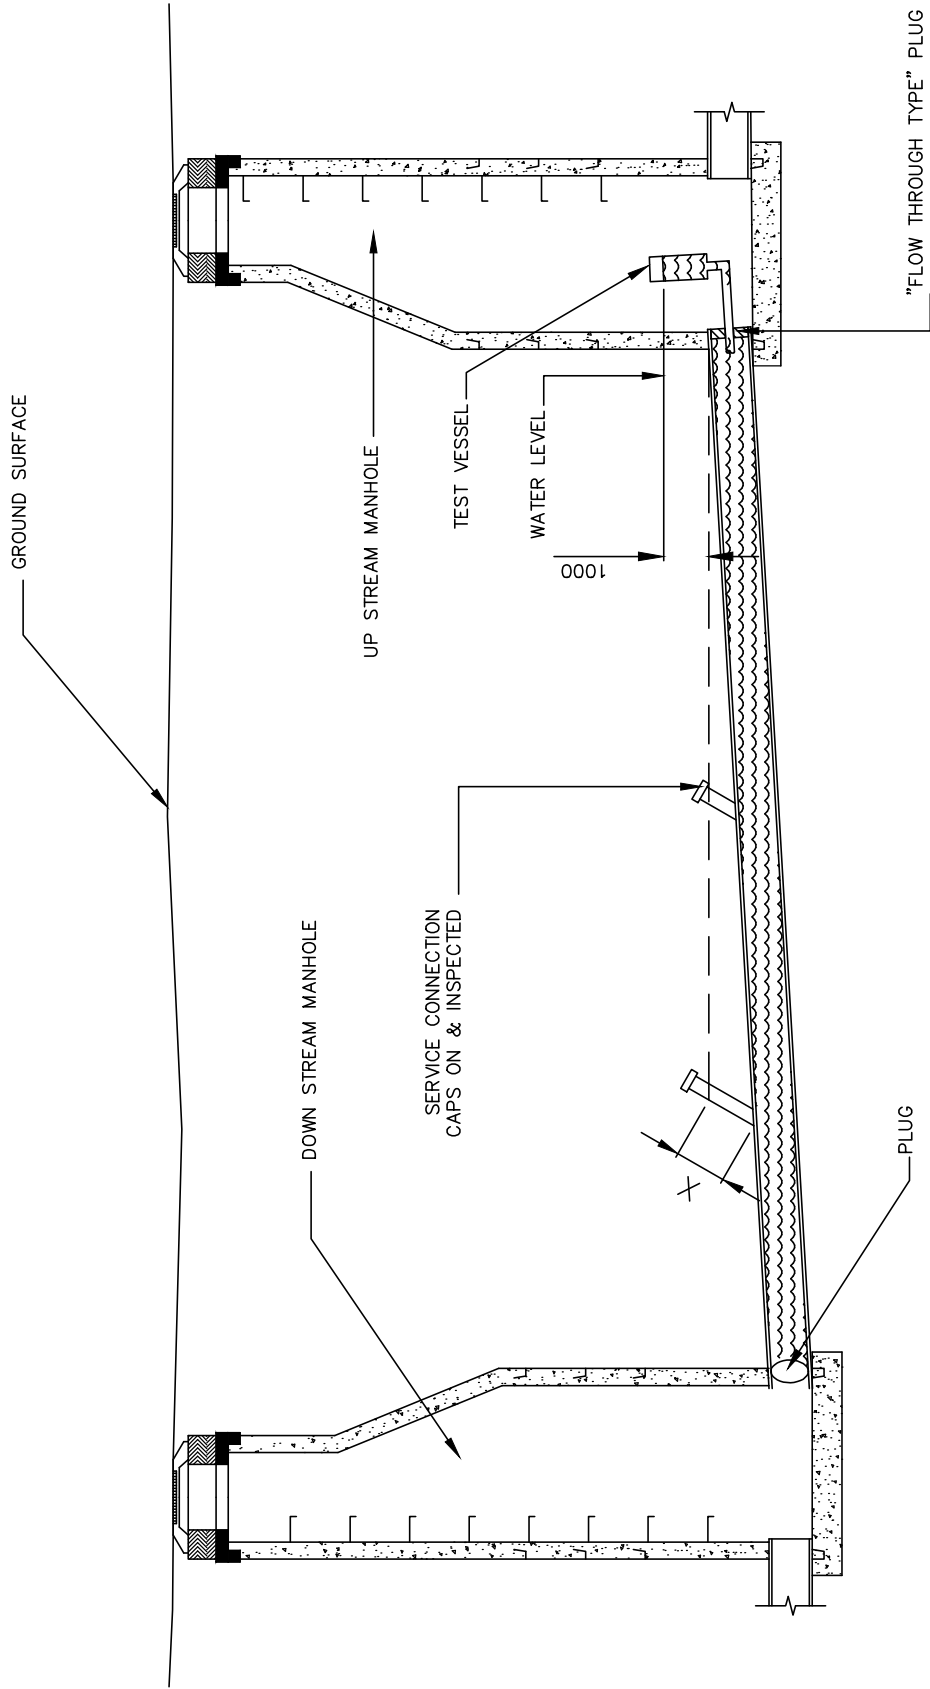 GROUND SURFACE
DOWN STREAM MANHOLE
UP STREAM MANHOLE
SERVICE CONNECTION
CAPS ON & INSPECTED
TEST VESSEL
WATER LEVEL
1000
X
PLUG
"FLOW THROUGH TYPE" PLUG